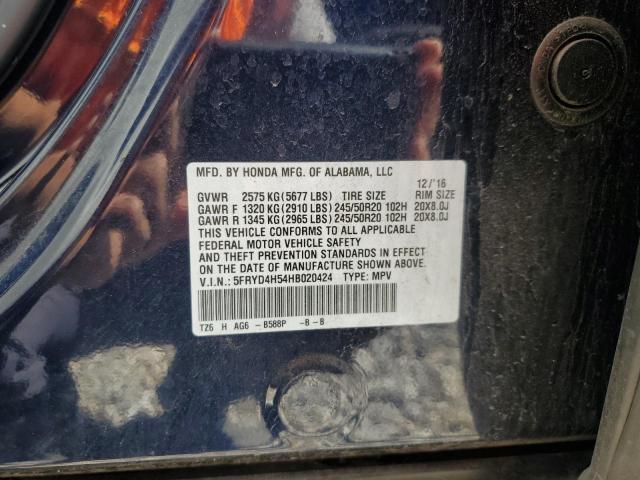 MFD. BY HONDA MFG. OF ALABAMA, LLC
12/'16
GVWR 2575 KG (5677 LBS) TIRE SIZE RIM SIZE
GAWR F 1320 KG (2910 LBS) 245/50R20 102H 20X8.0J
GAWR R 1345 KG (2965 LBS) 245/50R20 102H 20X8.0J
THIS VEHICLE CONFORMS TO ALL APPLICABLE
FEDERAL MOTOR VEHICLE SAFETY
AND THEFT PREVENTION STANDARDS IN EFFECT
ON THE DATE OF MANUFACTURE SHOWN ABOVE.
V.I.N.: 5FRYD4H54HB020424 TYPE: MPV
TZ6 H AG6 - B588P -B - B